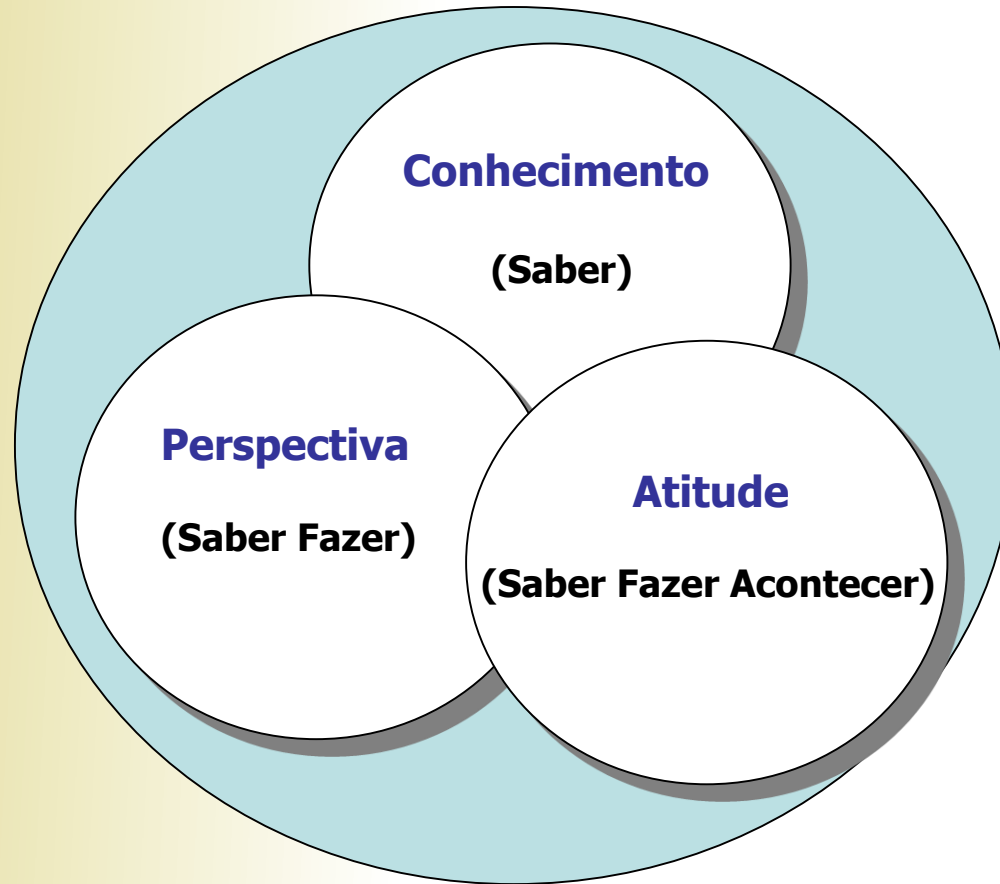 Conhecimento
(Saber)
Perspectiva
(Saber Fazer)
Atitude
(Saber Fazer Acontecer)